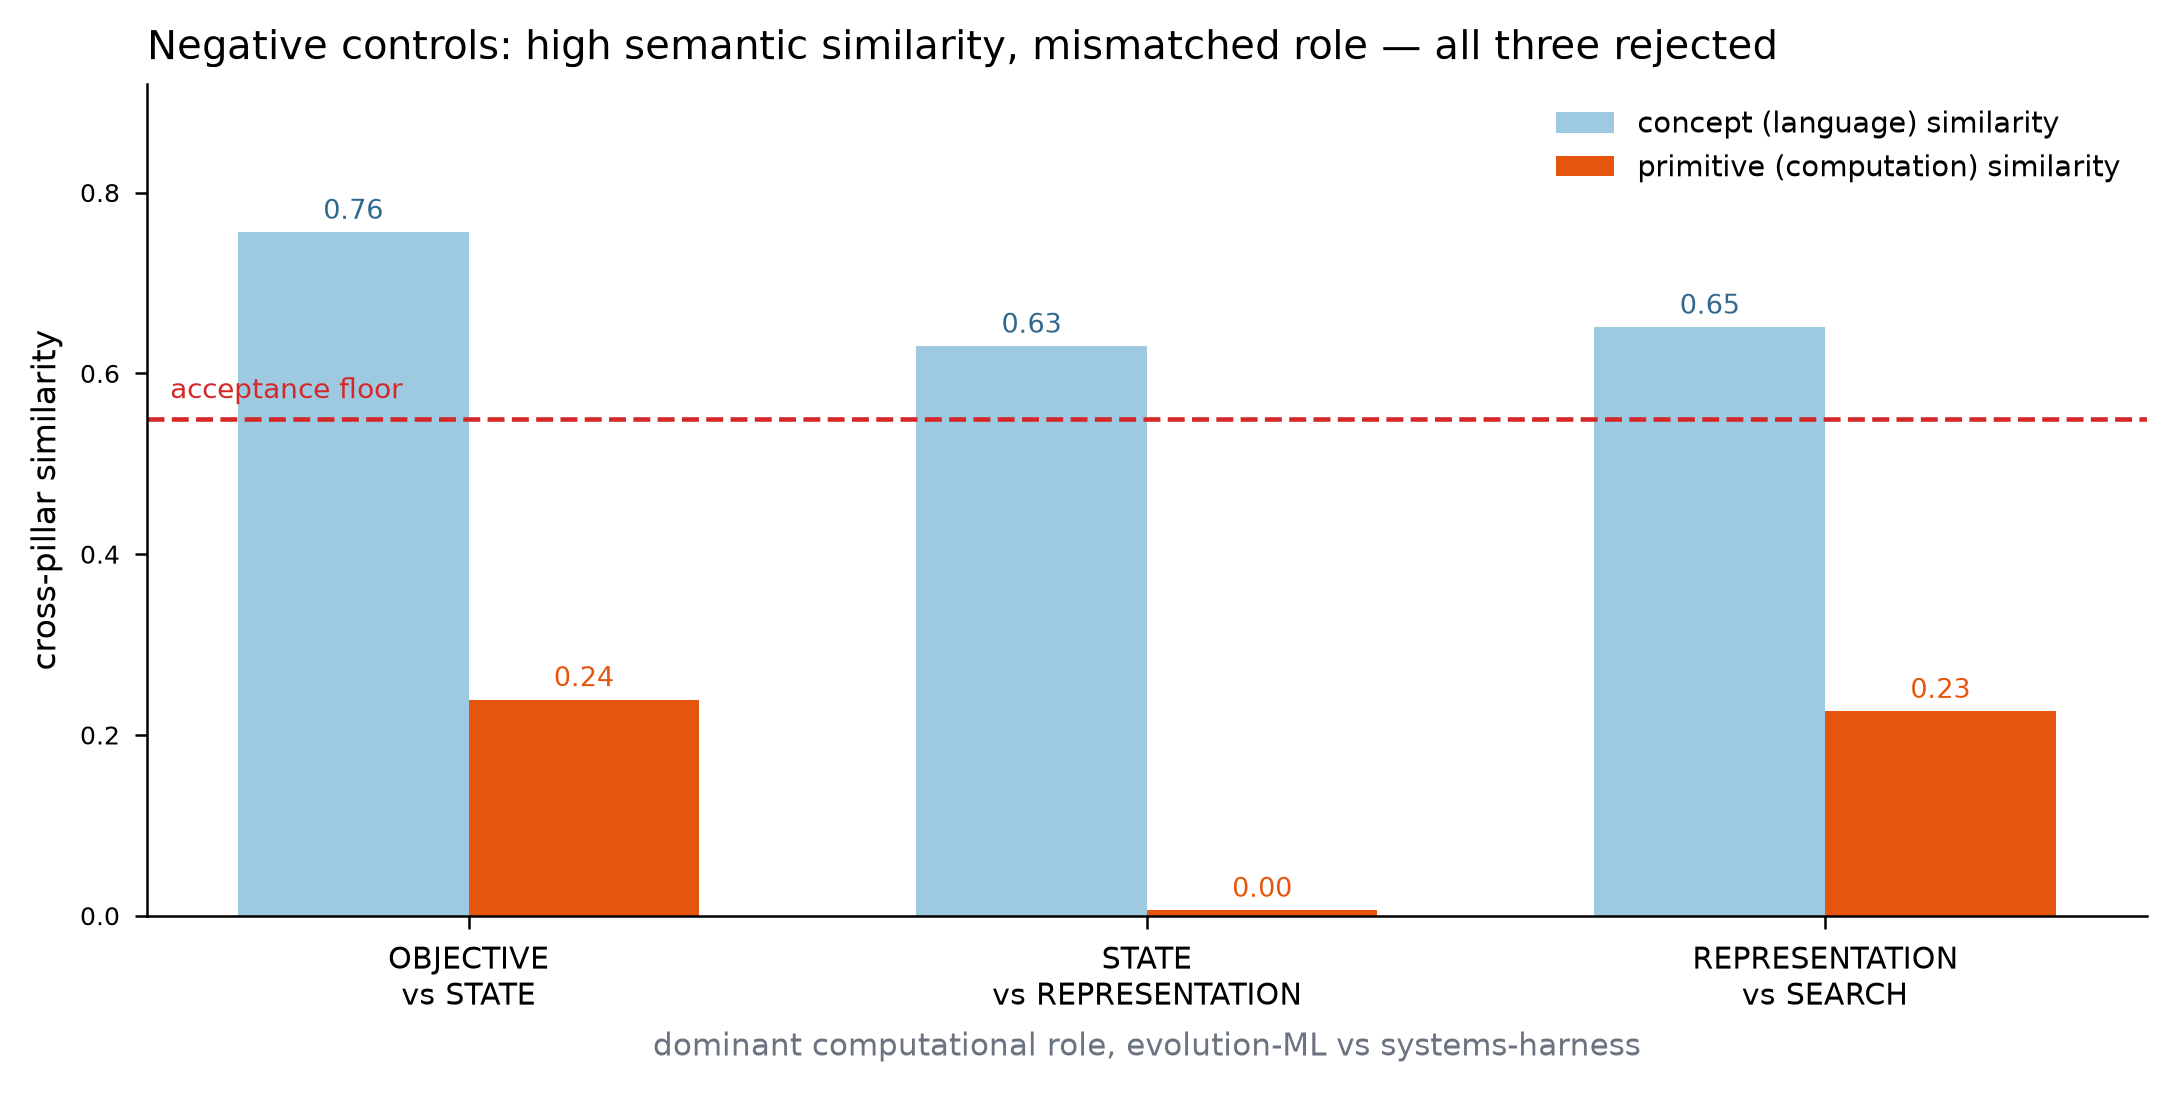 Negative controls: high semantic similarity, mismatched role — all three rejected
concept (language) similarity
primitive (computation) similarity
cross-pillar similarity
0.8
0.6
0.4
0.2
0.0
acceptance floor
0.76
0.24
0.63
0.00
0.65
0.23
OBJECTIVE
vs STATE
STATE
vs REPRESENTATION
REPRESENTATION
vs SEARCH
dominant computational role, evolution-ML vs systems-harness